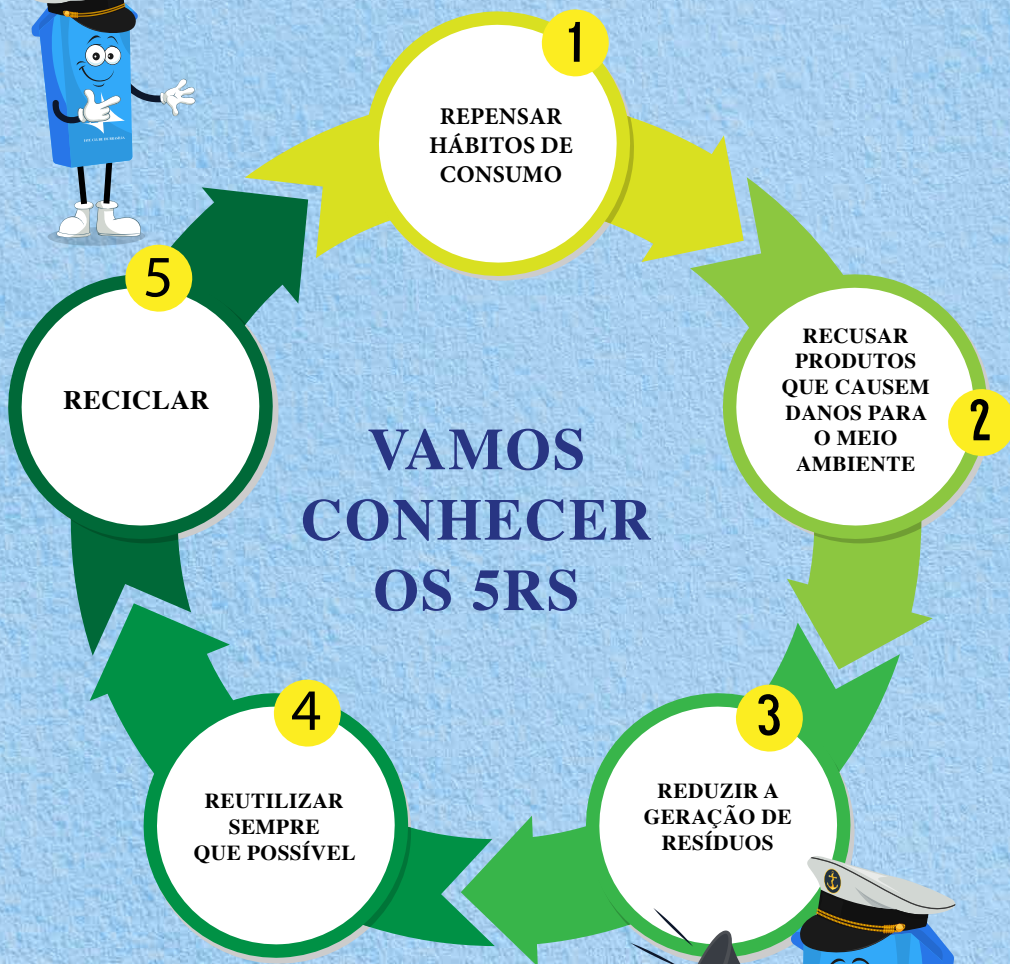 1
REPENSAR
HÁBITOS DE
CONSUMO
2
RECUSAR
PRODUTOS
QUE CAUSEM
DANOS PARA
O MEIO
AMBIENTE
3
REDUZIR A
GERAÇÃO DE
RESÍDUOS
4
REUTILIZAR
SEMPRE
QUE POSSÍVEL
5
RECICLAR
VAMOS
CONHECER
OS 5RS